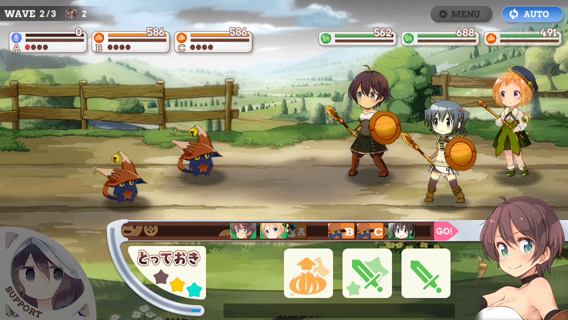 WAVE 2/3 2
MENU
AUTO
0
586
586
562
688
491
A
B
C
A
B
C
GO!
とっておき
SUPPORT